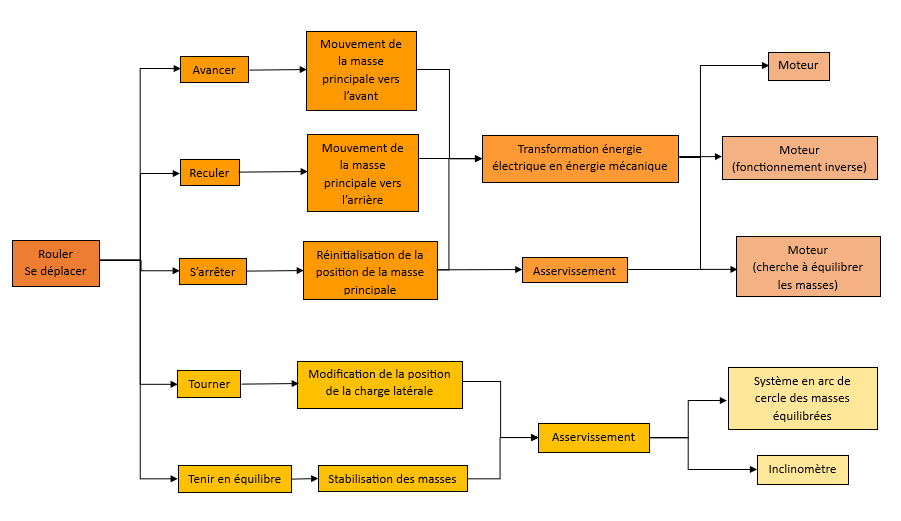 Rouler
Se déplacer
Avancer
Mouvement de
la masse
principale vers
l’avant
Reculer
Mouvement de
la masse
principale vers
l’arrière
S’arrêter
Réinitialisation de la
position de la masse
principale
Transformation énergie
électrique en énergie mécanique
Asservissement
Moteur
Moteur
(fonctionnement inverse)
Moteur
(cherche à équilibrer
les masses)
Tourner
Modification de la position
de la charge latérale
Tenir en équilibre
Stabilisation des masses
Asservissement
Système en arc de
cercle des masses
équilibrées
Inclinomètre